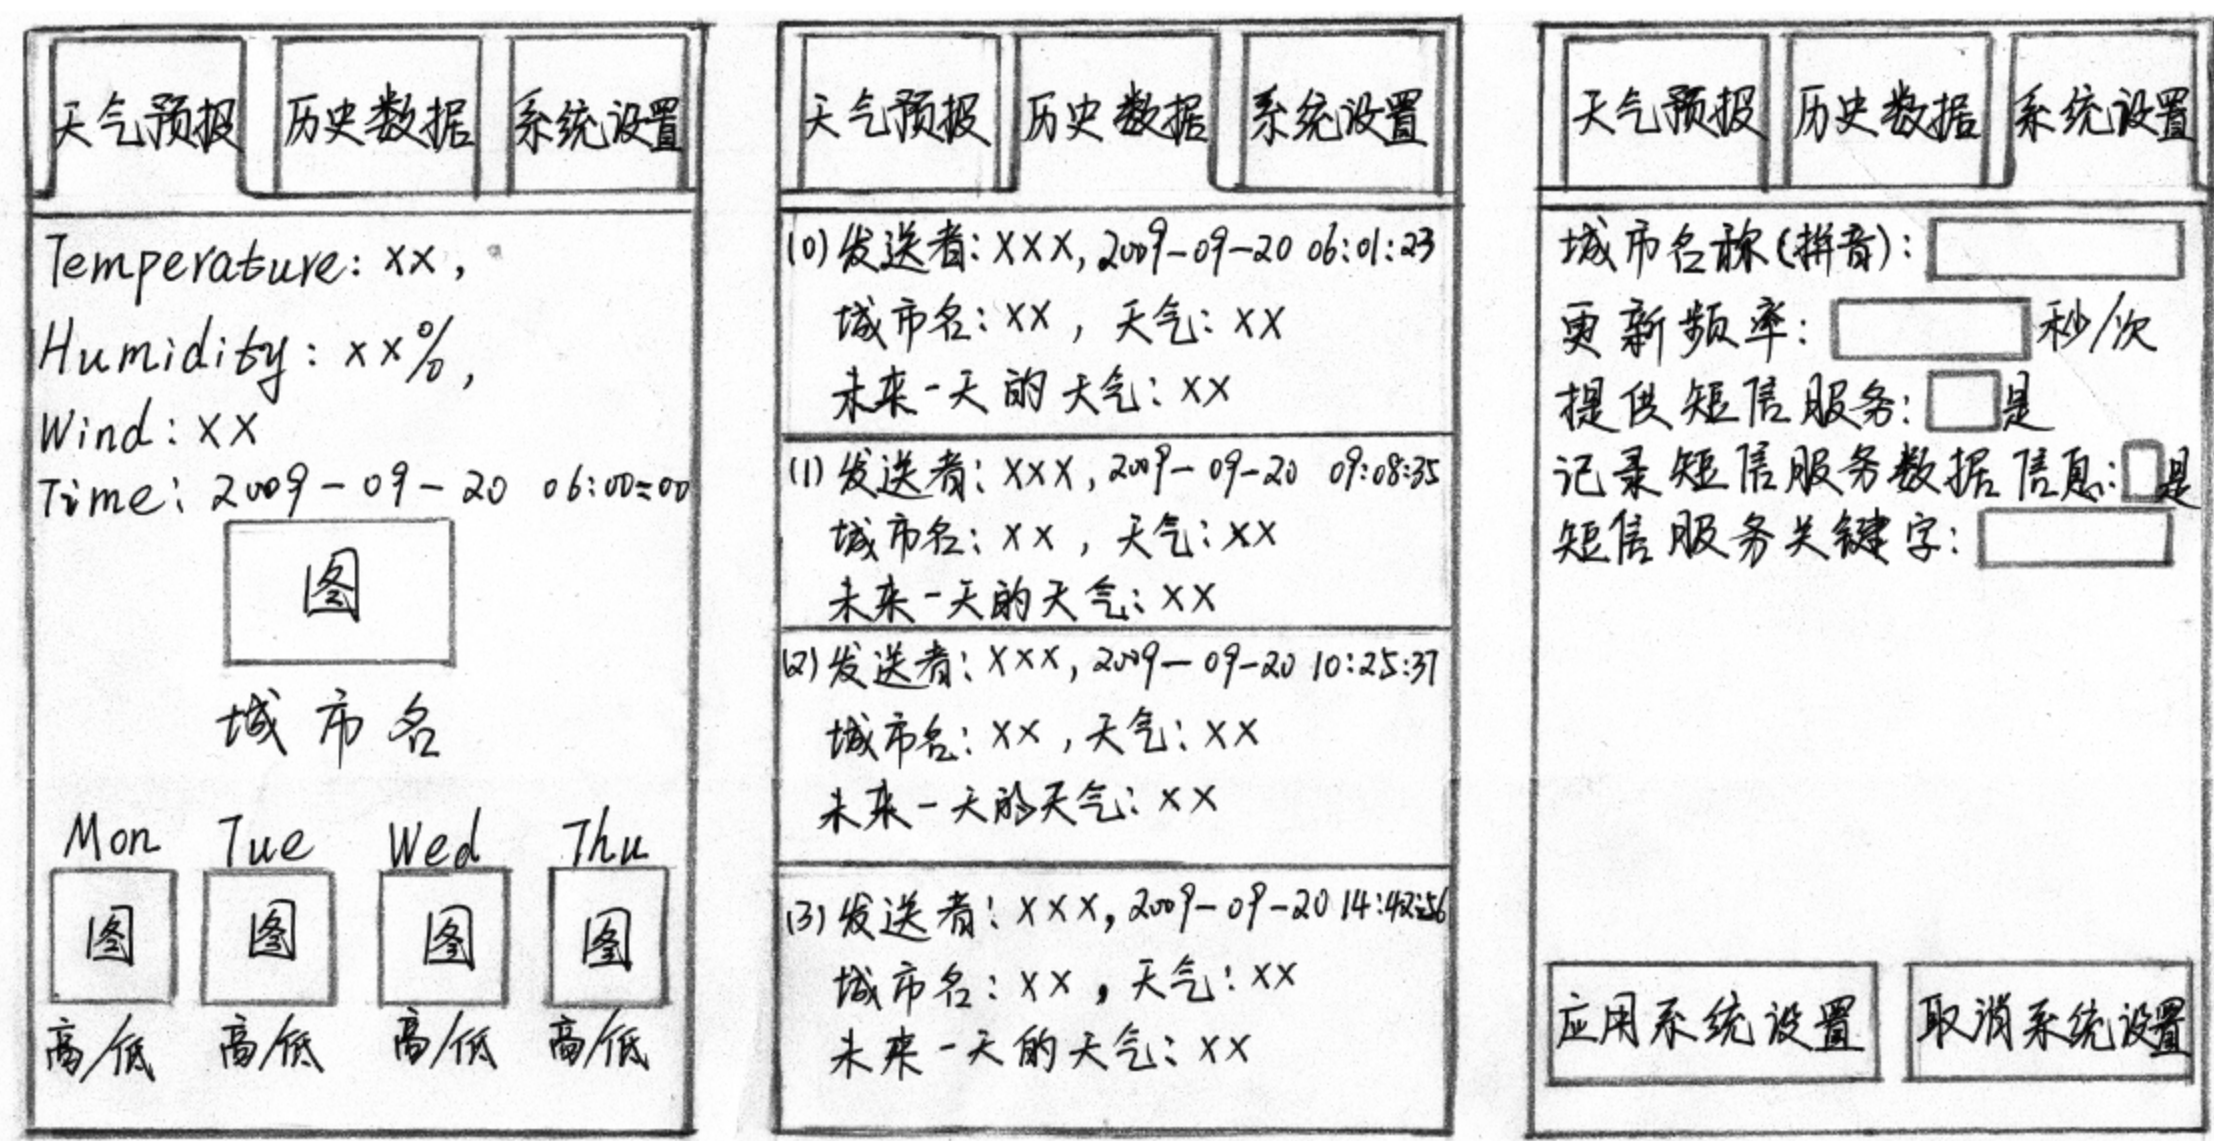 天气预报 历史数据 系统设置
Temperature: xx,
Humidity: xx%,
Wind: xx
Time: 2009-09-20 06:00:00
图
城市名
Mon Tue Wed Thu
图 图 图 图
高/低 高/低 高/低 高/低
天气预报 历史数据 系统设置
(0) 发送者: xxx, 2009-09-20 06:01:23
城市名: xx, 天气: xx
未来一天的天气: xx
(1) 发送者: xxx, 2009-09-20 09:08:35
城市名: xx, 天气: xx
未来一天的天气: xx
(2) 发送者: xxx, 2009-09-20 10:25:37
城市名: xx, 天气: xx
未来一天的天气: xx
(3) 发送者: xxx, 2009-09-20 14:42:56
城市名: xx, 天气: xx
未来一天的天气: xx
天气预报 历史数据 系统设置
城市名称(拼音):
更新频率: 秒/次
提供短信服务: 是
记录短信服务数据信息: 是
短信服务关键字:
应用系统设置 取消系统设置